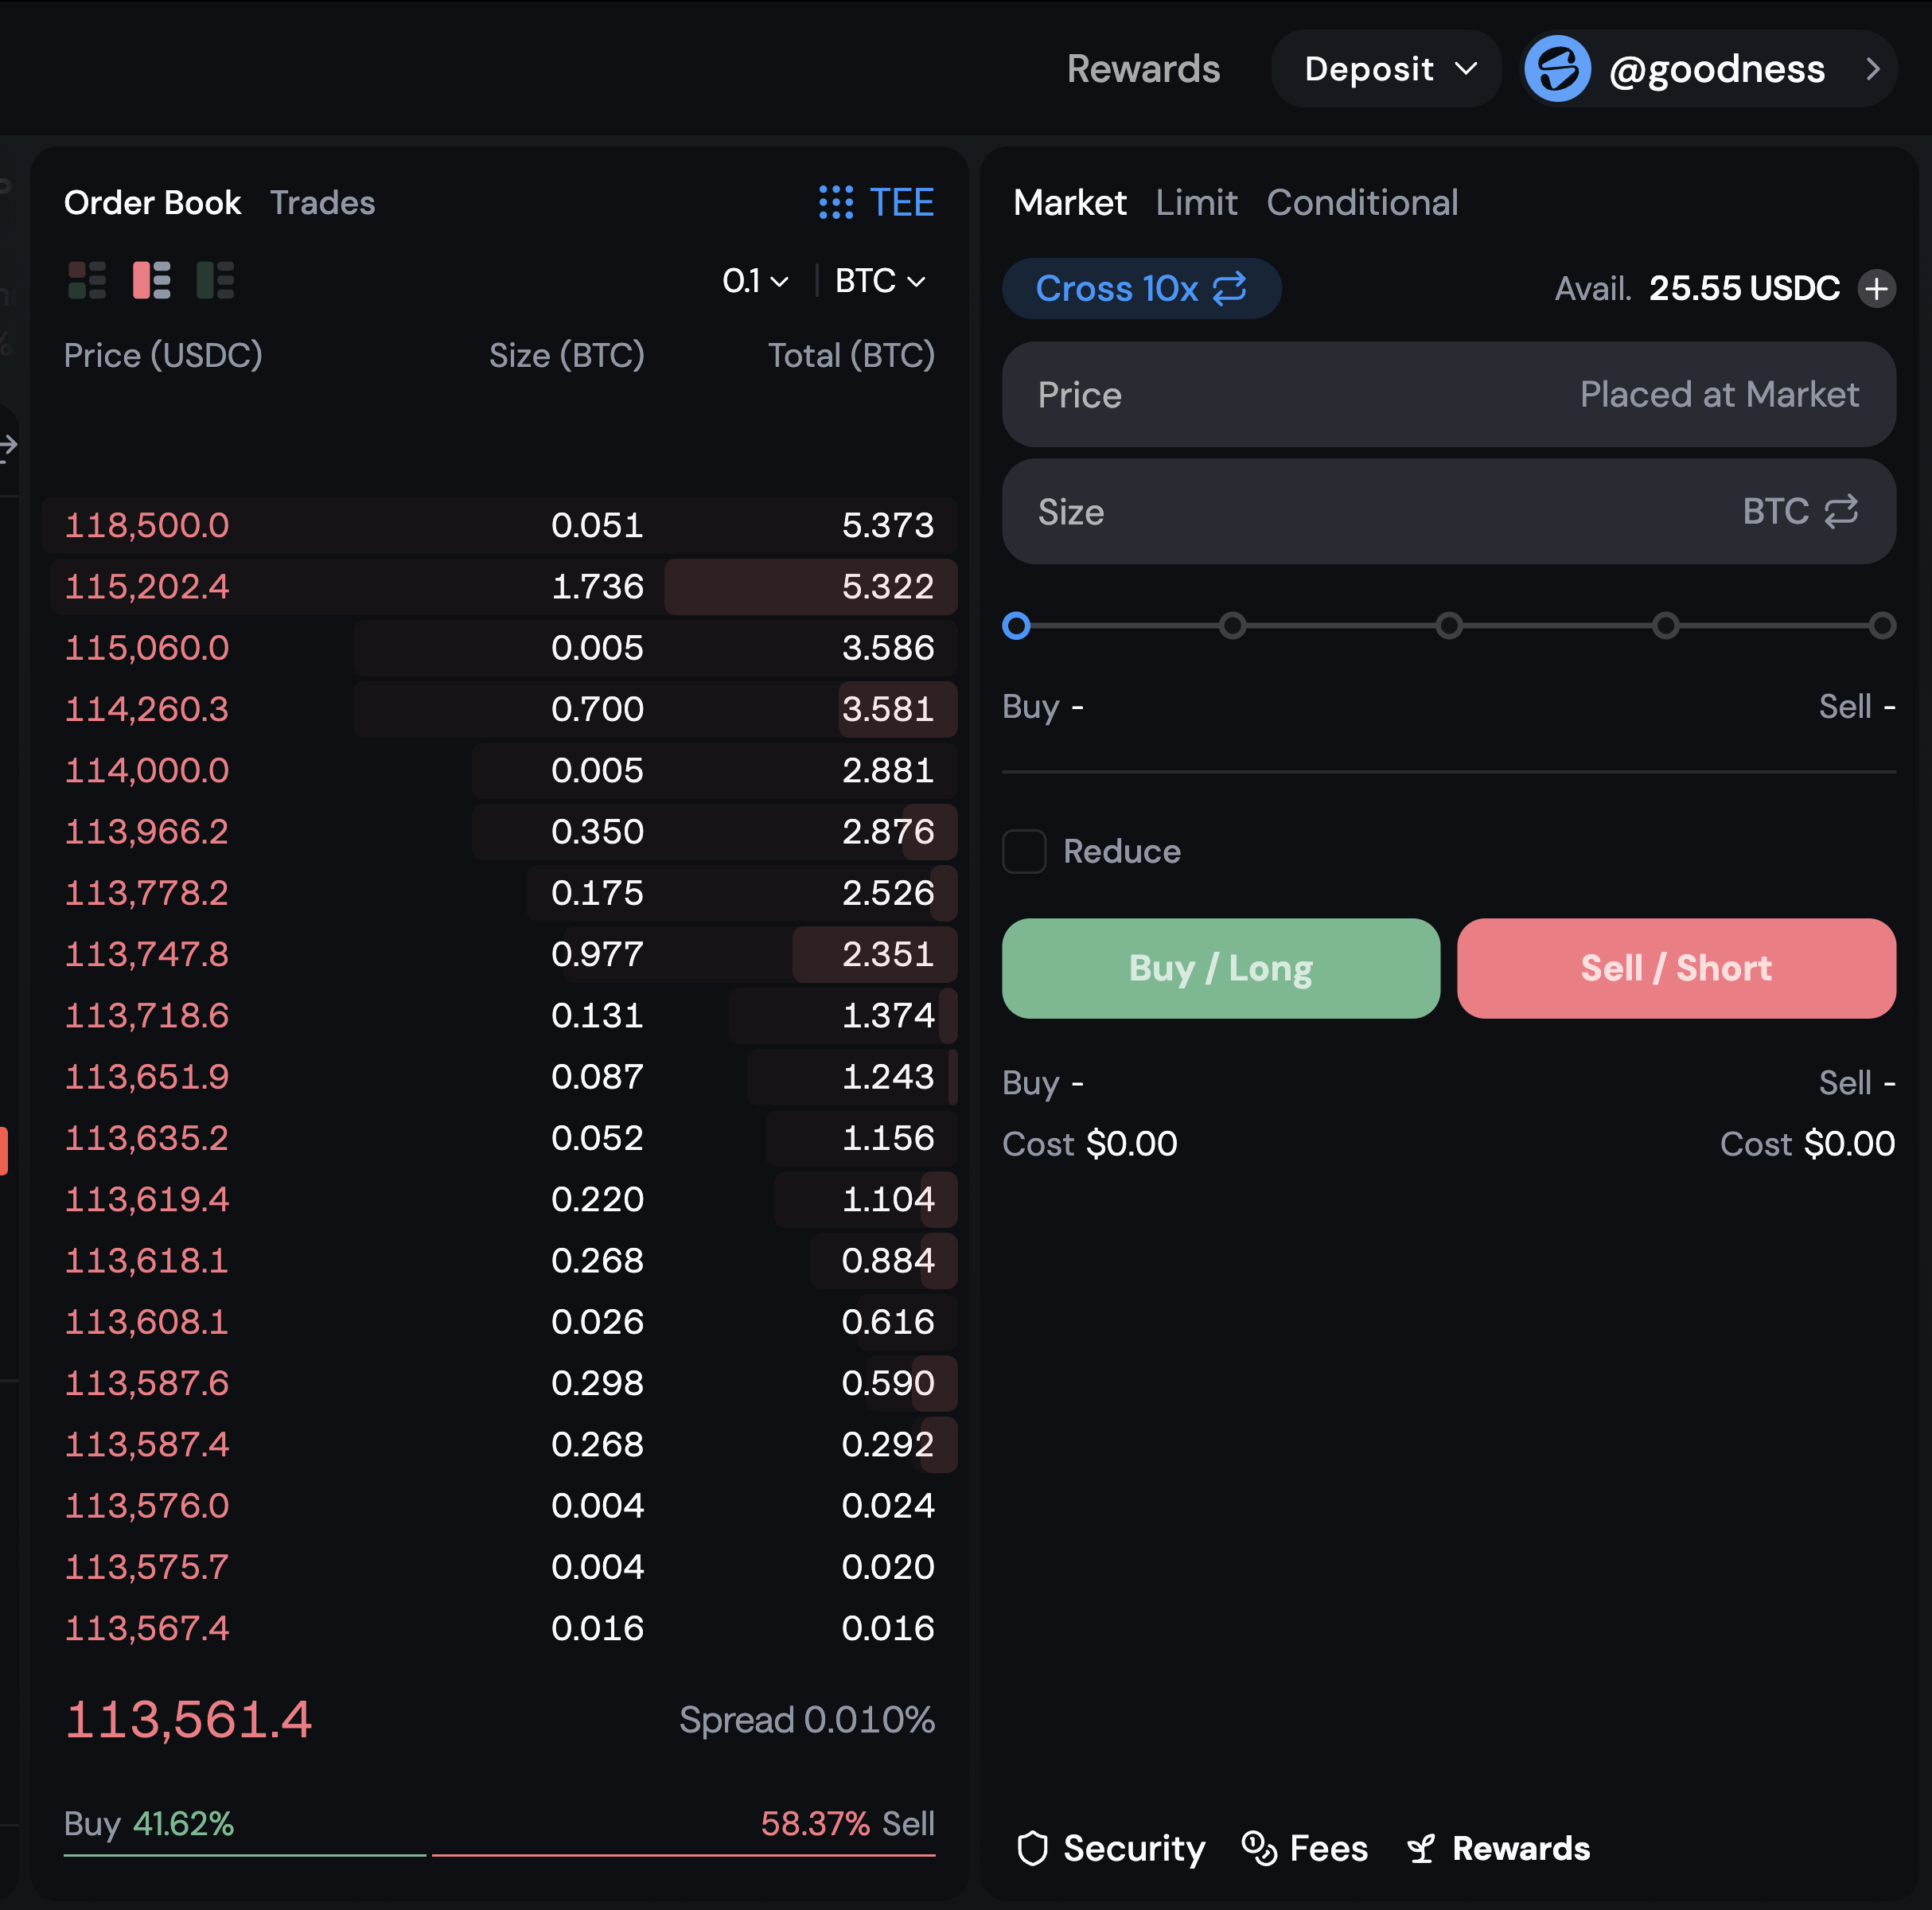 Rewards Deposit @goodness
Order Book Trades TEE
0.1 BTC
Price (USDC) Size (BTC) Total (BTC)
118,500.0 0.051 5.373
115,202.4 1.736 5.322
115,060.0 0.005 3.586
114,260.3 0.700 3.581
114,000.0 0.005 2.881
113,966.2 0.350 2.876
113,778.2 0.175 2.526
113,747.8 0.977 2.351
113,718.6 0.131 1.374
113,651.9 0.087 1.243
113,635.2 0.052 1.156
113,619.4 0.220 1.104
113,618.1 0.268 0.884
113,608.1 0.026 0.616
113,587.6 0.298 0.590
113,587.4 0.268 0.292
113,576.0 0.004 0.024
113,575.7 0.004 0.020
113,567.4 0.016 0.016
113,561.4 Spread 0.010%
Buy 41.62% 58.37% Sell
Market Limit Conditional
Cross 10x Avail. 25.55 USDC
Price Placed at Market
Size BTC
Buy - Sell -
Reduce
Buy / Long Sell / Short
Buy - Sell -
Cost $0.00 Cost $0.00
Security Fees Rewards